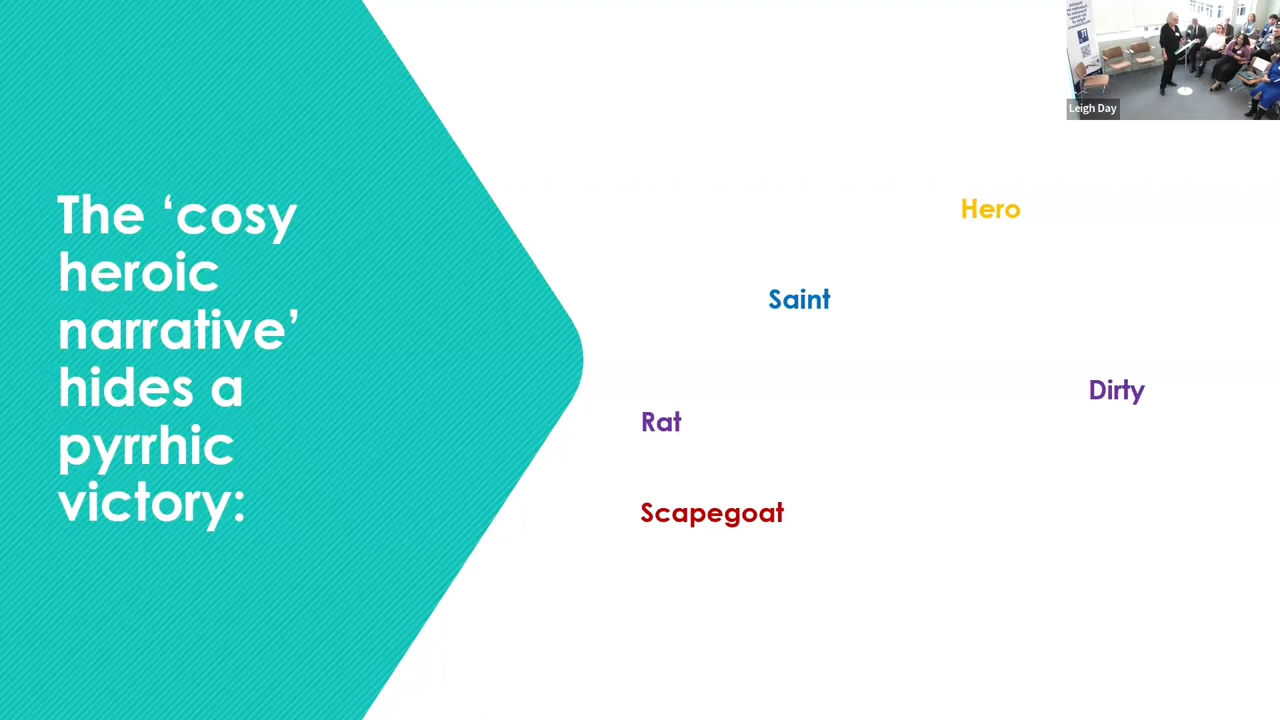 Leigh Day
The ‘cosy
heroic
narrative’
hides a
pyrrhic
victory:
Hero
Saint
Dirty
Rat
Scapegoat